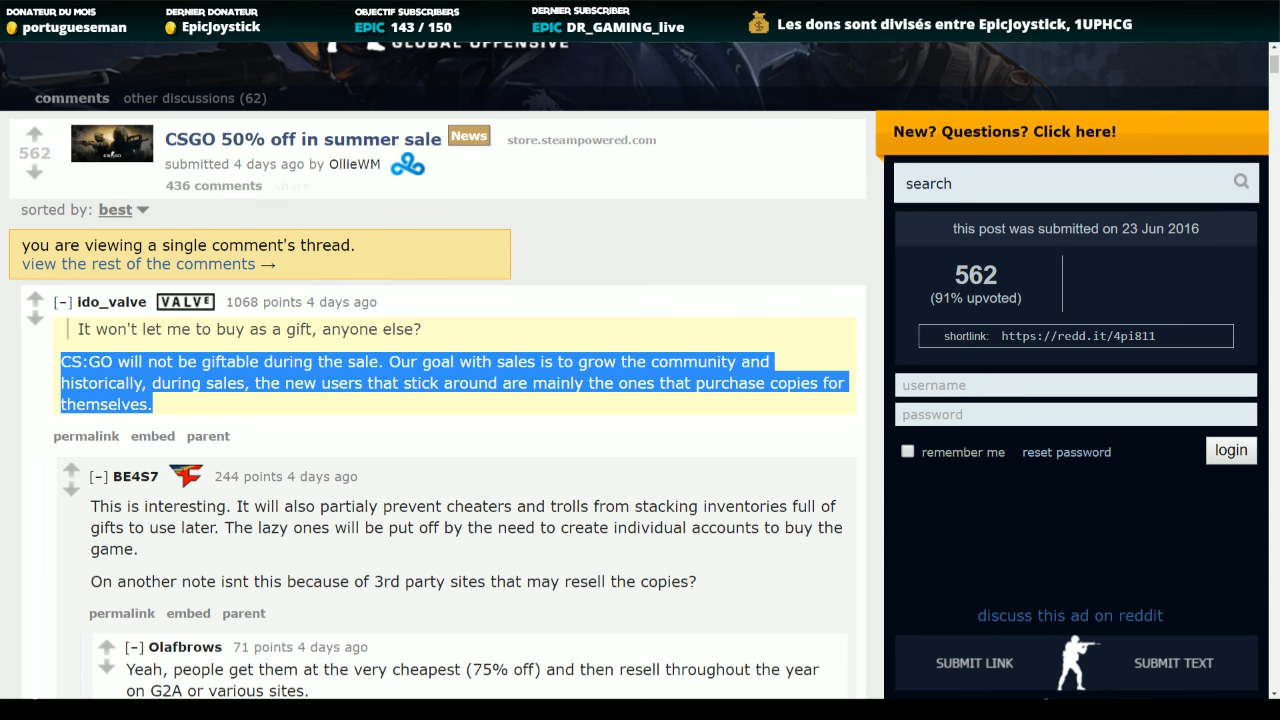 DONATEUR DU MOIS
portugueseman
DERNIER DONATEUR
EpicJoystick
OBJECTIF SUBSCRIBERS
EPIC 143 / 150
DERNIER SUBSCRIBER
EPIC DR_GAMING_live
Les dons sont divisés entre EpicJoystick, 1UPHCG
GLOBAL OFFENSIVE
comments other discussions (62)
562
CSGO 50% off in summer sale News store.steampowered.com
submitted 4 days ago by OllieWM
436 comments share
sorted by: best
you are viewing a single comment's thread.
view the rest of the comments →
[–] ido_valve VALVE 1068 points 4 days ago
It won't let me to buy as a gift, anyone else?
CS:GO will not be giftable during the sale. Our goal with sales is to grow the community and
historically, during sales, the new users that stick around are mainly the ones that purchase copies for
themselves.
permalink embed parent
[–] BE4S7 244 points 4 days ago
This is interesting. It will also partialy prevent cheaters and trolls from stacking inventories full of
gifts to use later. The lazy ones will be put off by the need to create individual accounts to buy the
game.
On another note isnt this because of 3rd party sites that may resell the copies?
permalink embed parent
[–] Olafbrows 71 points 4 days ago
Yeah, people get them at the very cheapest (75% off) and then resell throughout the year
on G2A or various sites.
New? Questions? Click here!
search
this post was submitted on 23 Jun 2016
562
(91% upvoted)
shortlink: https://redd.it/4pi811
username
password
remember me reset password login
discuss this ad on reddit
SUBMIT LINK SUBMIT TEXT